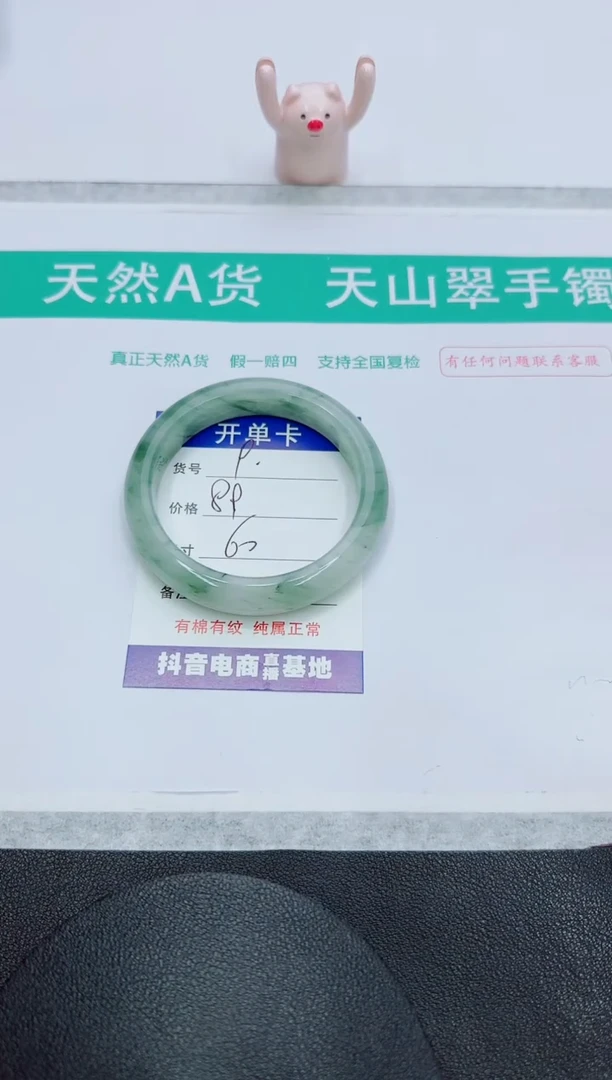 天然A货 天山翠手镯
真正天然A货 假一赔四 支持全国夏检
有任何问题联系客服
开单卡
货号 P.
价格 8P
寸 60
有棉有纹 纯属正常
抖音电商直播基地